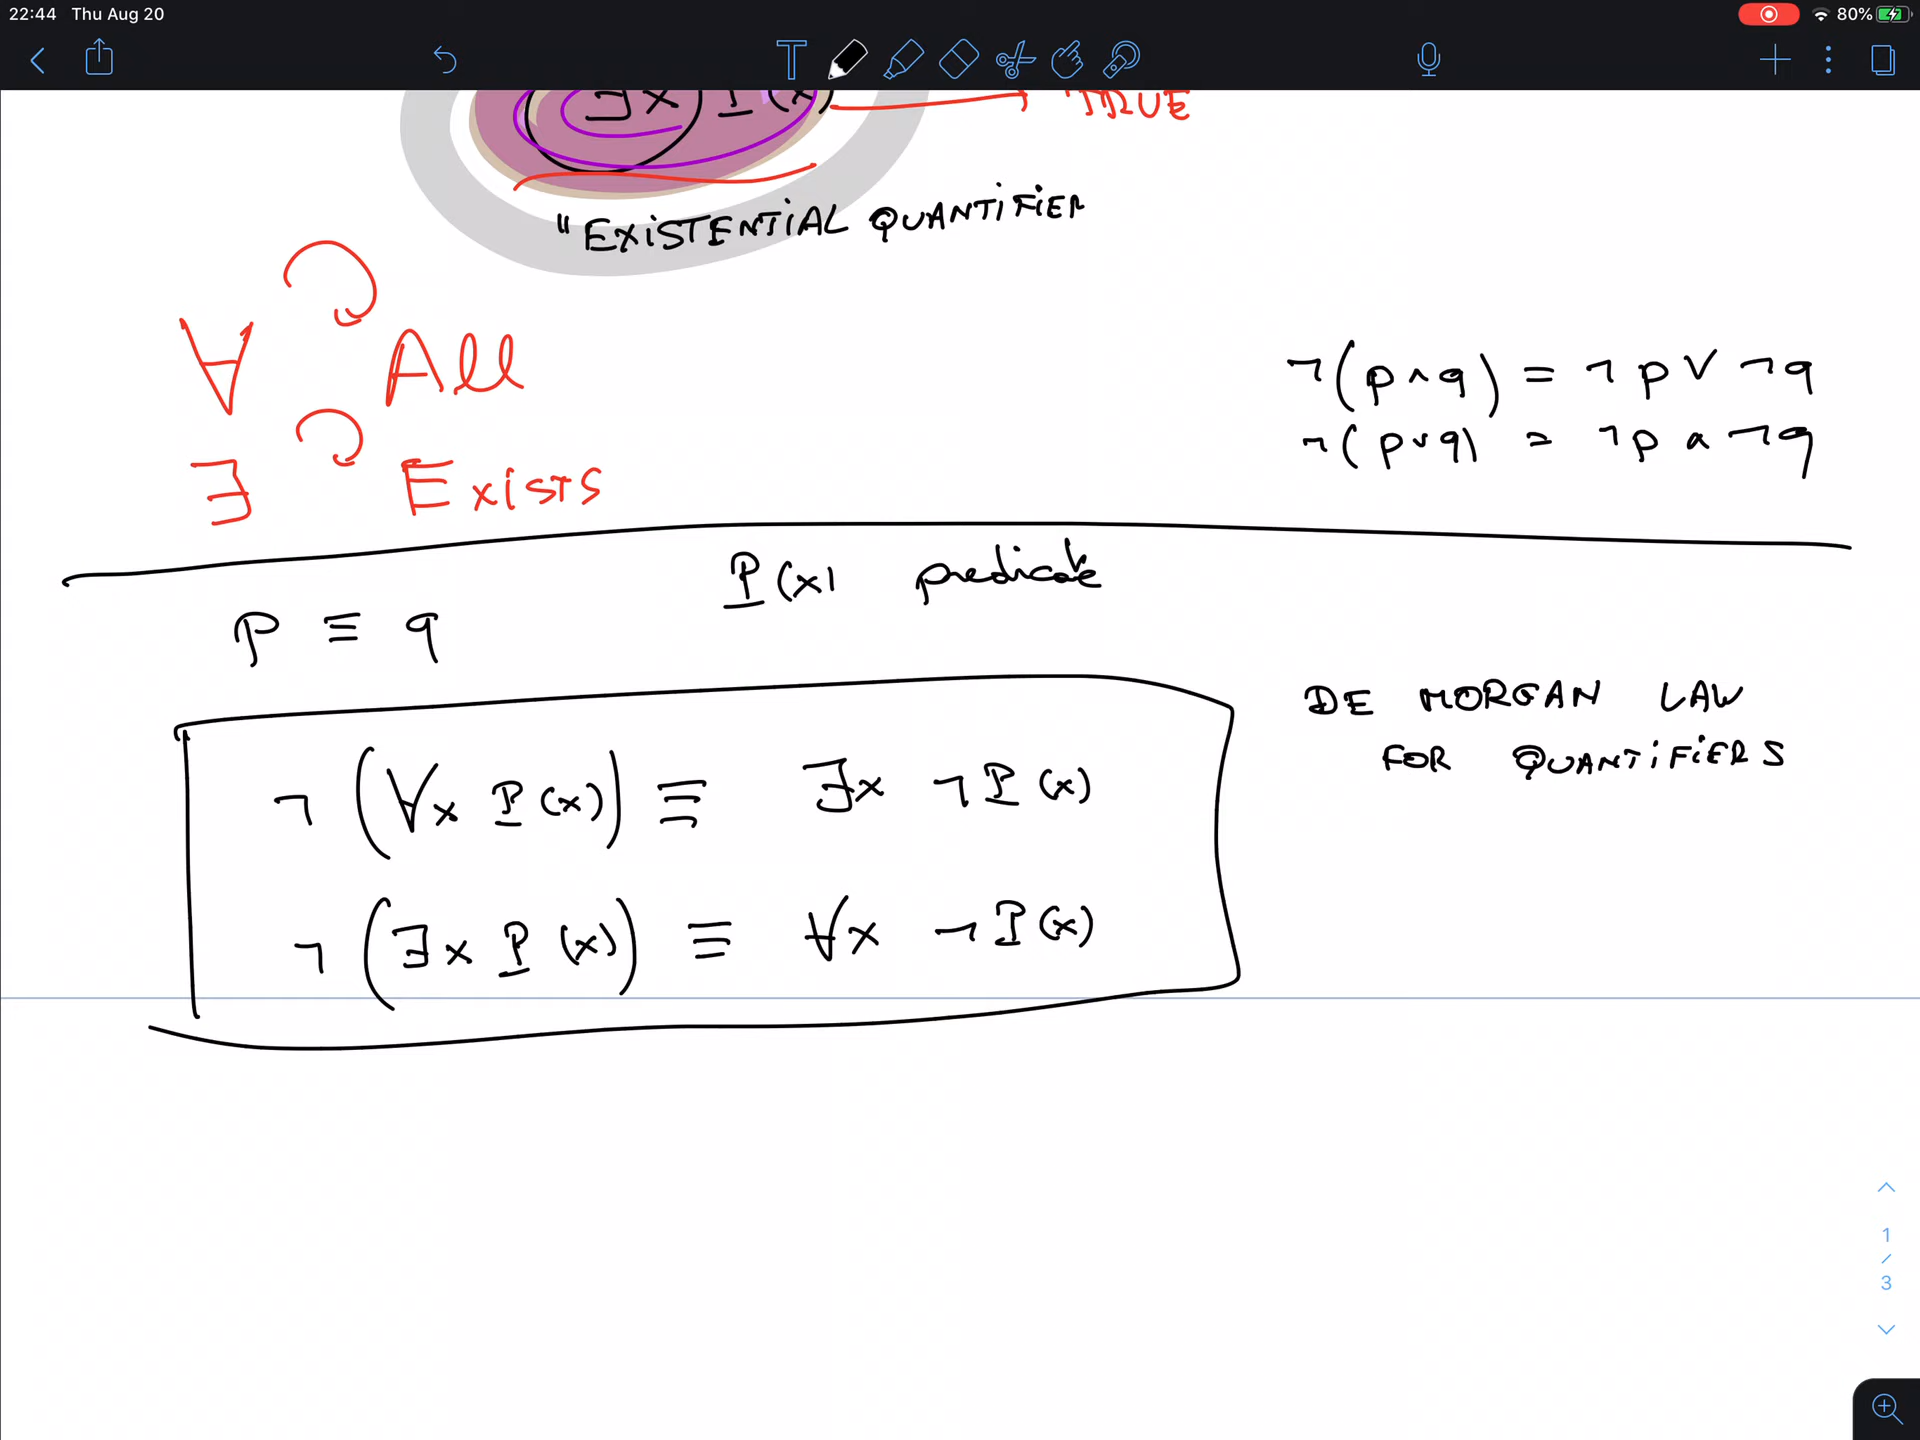 22:44 Thu Aug 20
80%
T
∃x P(x) TRUE
"EXISTENTIAL QUANTIFIER
∀ All
∃ Exists
¬(p∧q) = ¬p∨¬q
¬(p∨q) = ¬p∧¬q
P(x) predicate
p ≡ q
DE MORGAN LAW
FOR QUANTIFIERS
¬(∀x P(x)) ≡ ∃x ¬P(x)
¬(∃x P(x)) ≡ ∀x ¬P(x)
1
/
3